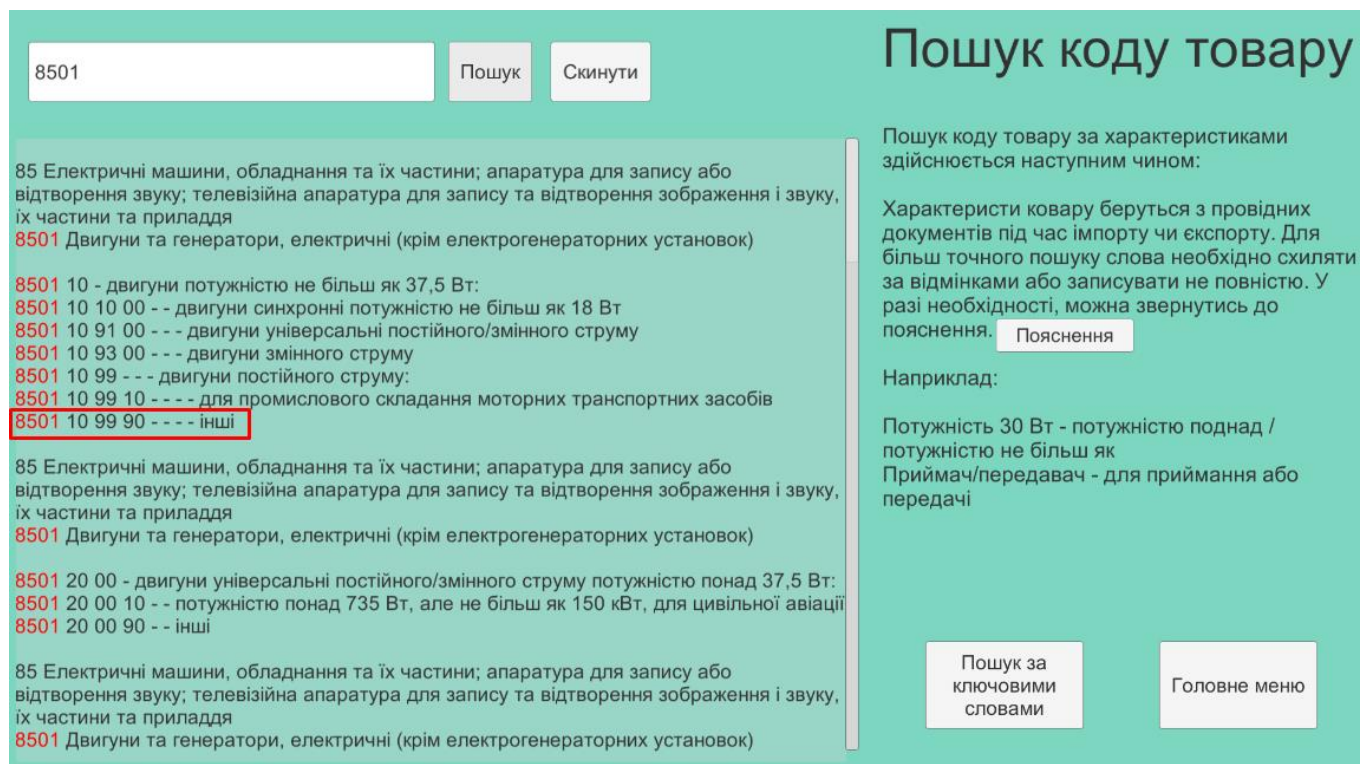 8501
Пошук
Скинути
Пошук коду товару
85 Електричні машини, обладнання та їх частини; апаратура для запису або
відтворення звуку; телевізійна апаратура для запису та відтворення зображення і звуку,
їх частини та приладдя
8501 Двигуни та генератори, електричні (крім електрогенераторних установок)
8501 10 - двигуни потужністю не більш як 37,5 Вт:
8501 10 10 00 - - двигуни синхронні потужністю не більш як 18 Вт
8501 10 91 00 - - - двигуни універсальні постійного/змінного струму
8501 10 93 00 - - - двигуни змінного струму
8501 10 99 - - - двигуни постійного струму:
8501 10 99 10 - - - - для промислового складання моторних транспортних засобів
8501 10 99 90 - - - - інші
85 Електричні машини, обладнання та їх частини; апаратура для запису або
відтворення звуку; телевізійна апаратура для запису та відтворення зображення і звуку,
їх частини та приладдя
8501 Двигуни та генератори, електричні (крім електрогенераторних установок)
8501 20 00 - двигуни універсальні постійного/змінного струму потужністю понад 37,5 Вт:
8501 20 00 10 - - потужністю понад 735 Вт, але не більш як 150 кВт, для цивільної авіації
8501 20 00 90 - - інші
85 Електричні машини, обладнання та їх частини; апаратура для запису або
відтворення звуку; телевізійна апаратура для запису та відтворення зображення і звуку,
їх частини та приладдя
8501 Двигуни та генератори, електричні (крім електрогенераторних установок)
Пошук коду товару за характеристиками
здійснюється наступним чином:
Характеристи ковару беруться з провідних
документів під час імпорту чи єкспорту. Для
більш точного пошуку слова необхідно схиляти
за відмінками або записувати не повністю. У
разі необхідності, можна звернутись до
пояснення. Пояснення
Наприклад:
Потужність 30 Вт - потужністю поднад /
потужністю не більш як
Приймач/передавач - для приймання або
передачі
Пошук за
ключовими
словами
Головне меню